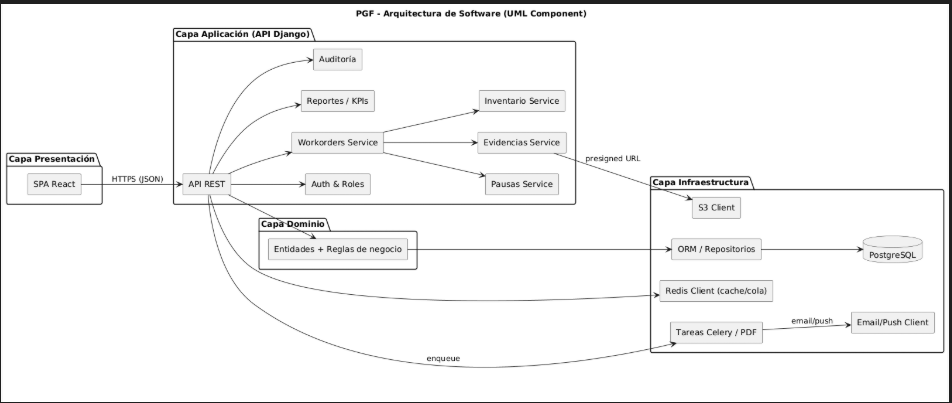 PGF - Arquitectura de Software (UML Component)
Capa Aplicación (API Django)
Auditoría
Reportes / KPIs
Inventario Service
Workorders Service
Evidencias Service
presigned URL
Capa Presentación
SPA React
HTTPS (JSON)
API REST
Auth & Roles
Pausas Service
Capa Infraestructura
S3 Client
Capa Dominio
Entidades + Reglas de negocio
ORM / Repositorios
PostgreSQL
Redis Client (cache/cola)
Tareas Celery / PDF
email/push
Email/Push Client
enqueue